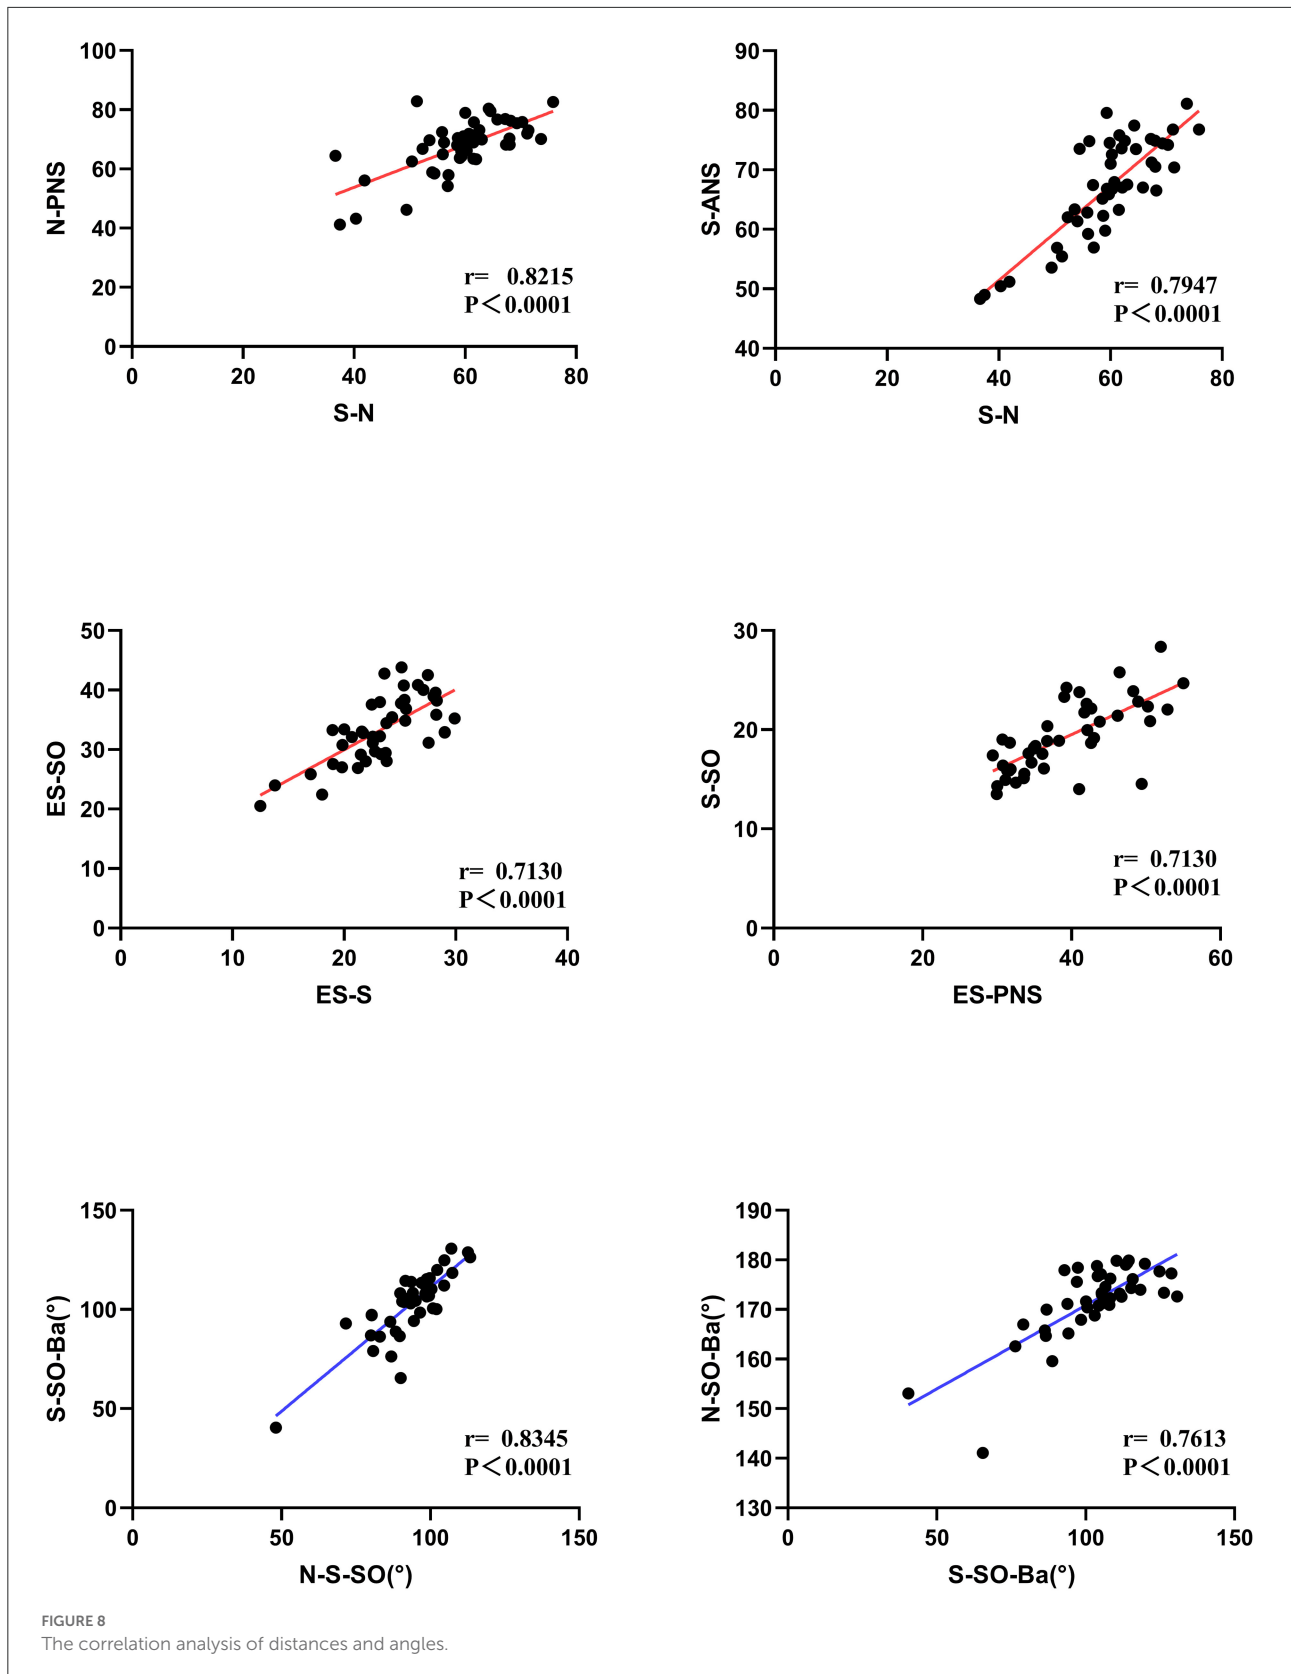 100
80
60
40
20
0
N-PNS
r= 0.8215
P<0.0001
0 20 40 60 80
S-N
90
80
70
60
50
40
S-ANS
r= 0.7947
P<0.0001
0 20 40 60 80
S-N
50
40
30
20
10
0
ES-SO
r= 0.7130
P<0.0001
0 10 20 30 40
ES-S
30
20
10
0
S-SO
r= 0.7130
P<0.0001
0 20 40 60
ES-PNS
150
100
50
0
S-SO-Ba(°)
r= 0.8345
P<0.0001
0 50 100 150
N-S-SO(°)
190
180
170
160
150
140
130
N-SO-Ba(°)
r= 0.7613
P<0.0001
0 50 100 150
S-SO-Ba(°)
FIGURE 8
The correlation analysis of distances and angles.